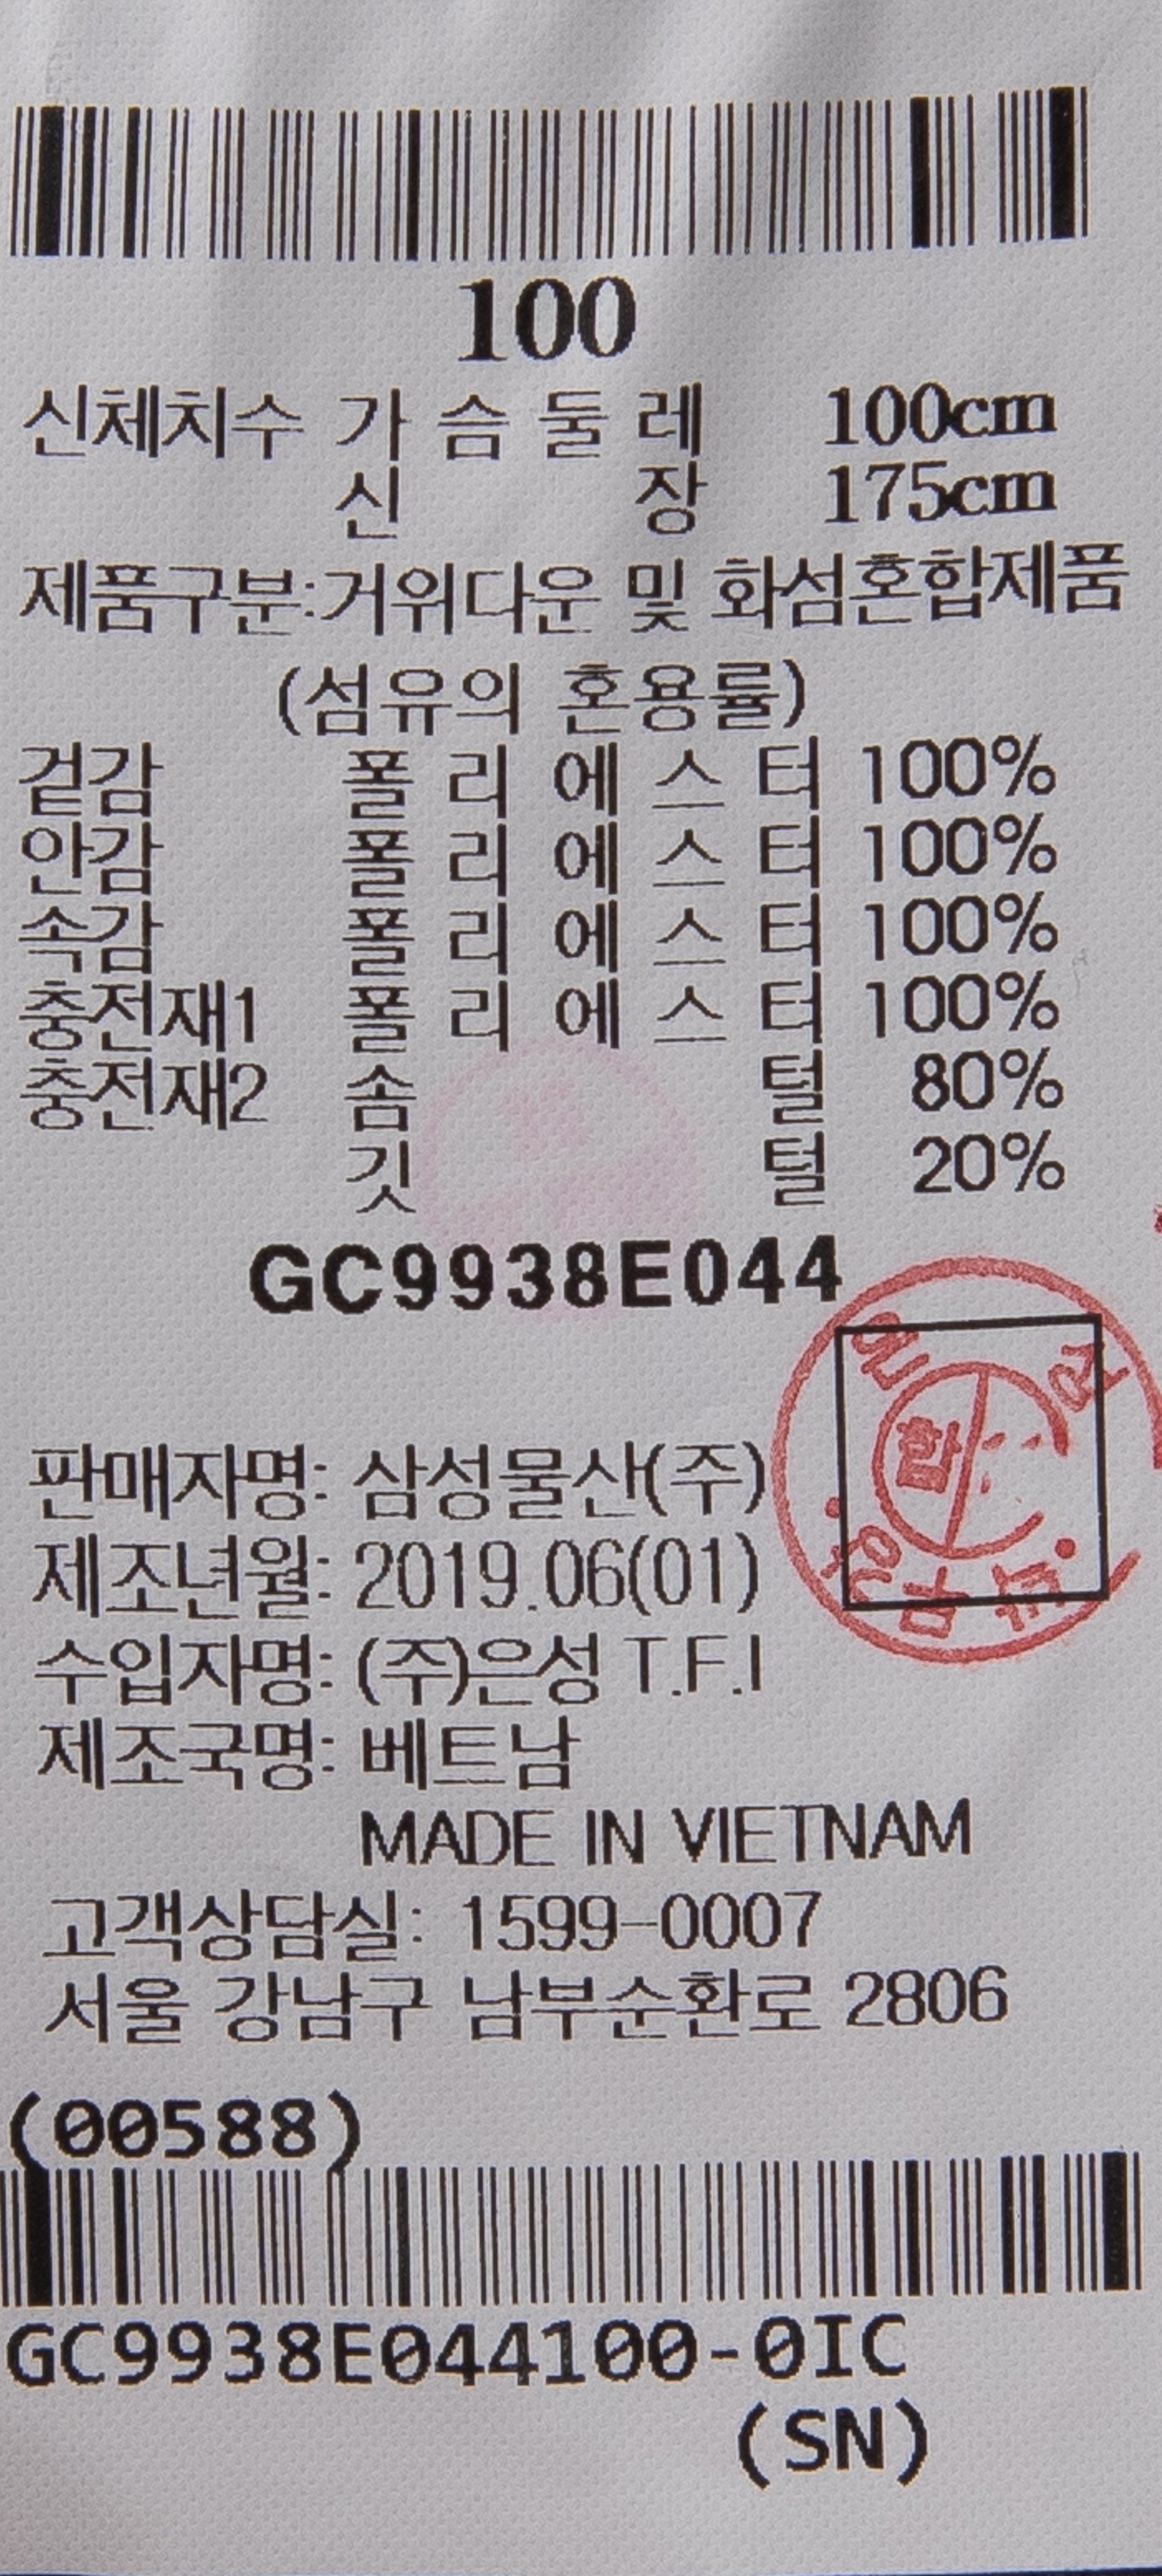 100
신체치수 가 슴 둘 레 100cm
신 장 175cm
제품구분:거위다운 및 화섬혼합제품
(섬유의 혼용률)
겉감 폴 리 에 스 터 100%
안감 폴 리 에 스 터 100%
속감 폴 리 에 스 터 100%
충전재1 폴 리 에 스 터 100%
충전재2 솜 털 80%
깃 털 20%
GC9938E044
합
판매자명: 삼성물산(주)
제조년월: 2019.06(01)
수입자명: (주)은성 T.F.I
제조국명: 베트남
MADE IN VIETNAM
고객상담실: 1599-0007
서울 강남구 남부순환로 2806
(00588)
GC9938E044100-0IC
(SN)